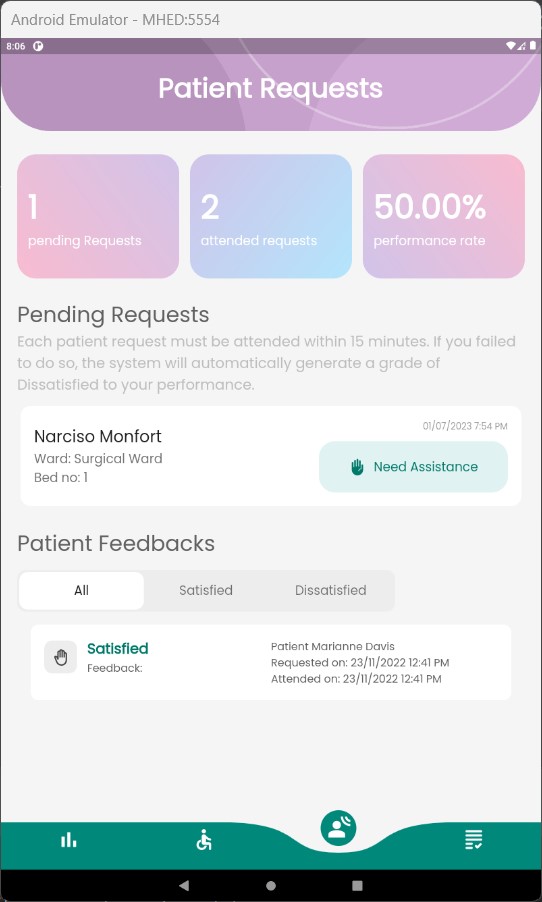 Android Emulator - MHED:5554
8:06
Patient Requests
1
pending Requests
2
attended requests
50.00%
performance rate
Pending Requests
Each patient request must be attended within 15 minutes. If you failed
to do so, the system will automatically generate a grade of
Dissatisfied to your performance.
01/07/2023 7:54 PM
Narciso Monfort
Ward: Surgical Ward
Bed no: 1
Need Assistance
Patient Feedbacks
All
Satisfied
Dissatisfied
Satisfied
Feedback:
Patient Marianne Davis
Requested on: 23/11/2022 12:41 PM
Attended on: 23/11/2022 12:41 PM